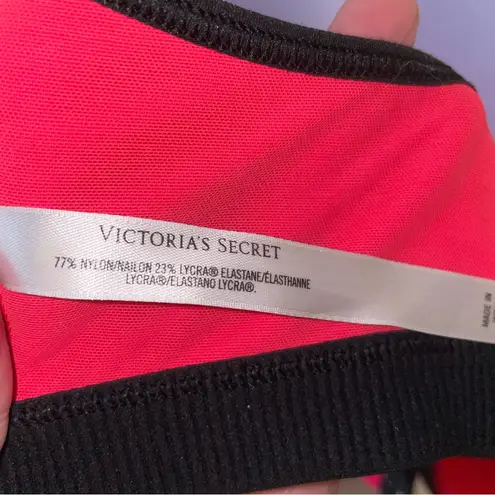 VICTORIA'S SECRET
77% NYLON/NAILON 23% LYCRA® ELASTANE/ÉLASTHANNE
LYCRA®/ELASTANO LYCRA®.
MADE IN